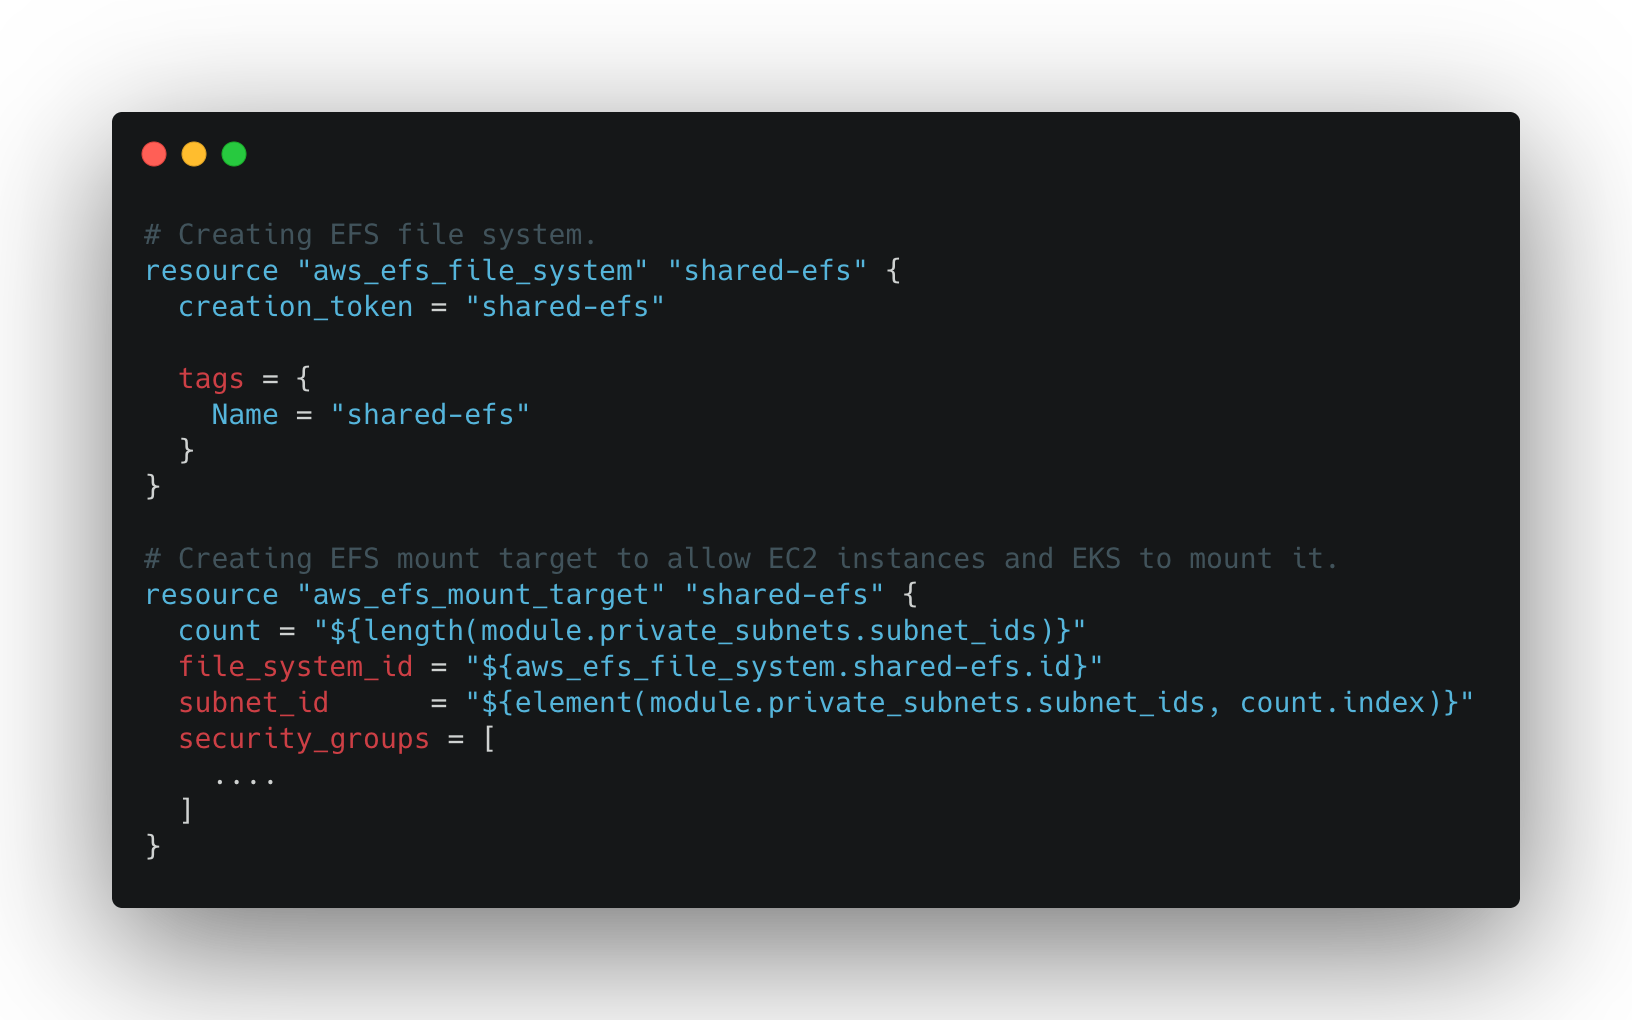 # Creating EFS file system.
resource "aws_efs_file_system" "shared-efs" {
  creation_token = "shared-efs"

  tags = {
    Name = "shared-efs"
  }
}

# Creating EFS mount target to allow EC2 instances and EKS to mount it.
resource "aws_efs_mount_target" "shared-efs" {
  count = "${length(module.private_subnets.subnet_ids)}"
  file_system_id = "${aws_efs_file_system.shared-efs.id}"
  subnet_id      = "${element(module.private_subnets.subnet_ids, count.index)}"
  security_groups = [
    ....
  ]
}